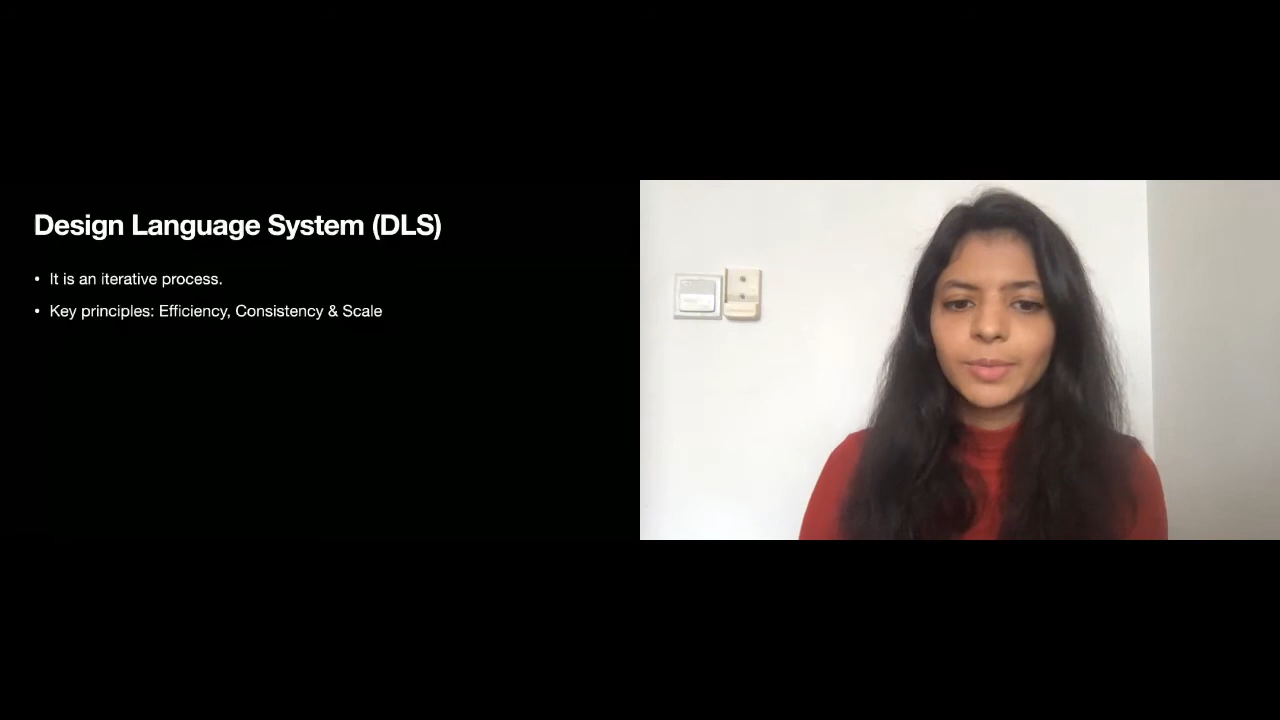 Design Language System (DLS)
• It is an iterative process.
• Key principles: Efficiency, Consistency & Scale